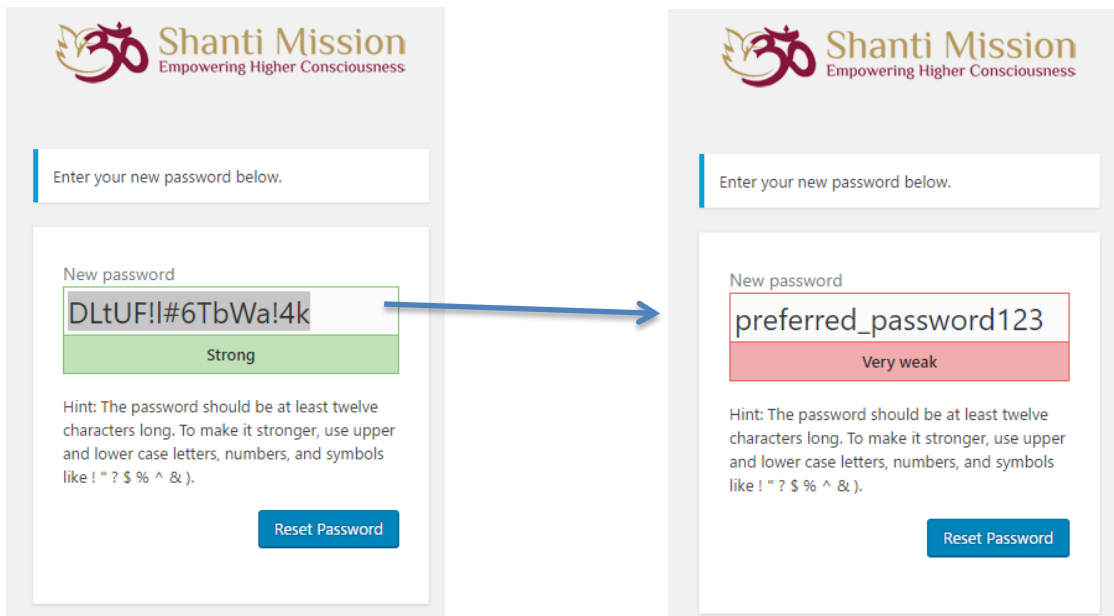 Shanti Mission
Empowering Higher Consciousness
Enter your new password below.
New password
DLtUF!l#6TbWa!4k
Strong
Hint: The password should be at least twelve
characters long. To make it stronger, use upper
and lower case letters, numbers, and symbols
like ! " ? $ % ^ & ).
Reset Password
Shanti Mission
Empowering Higher Consciousness
Enter your new password below.
New password
preferred_password123
Very weak
Hint: The password should be at least twelve
characters long. To make it stronger, use upper
and lower case letters, numbers, and symbols
like ! " ? $ % ^ & ).
Reset Password